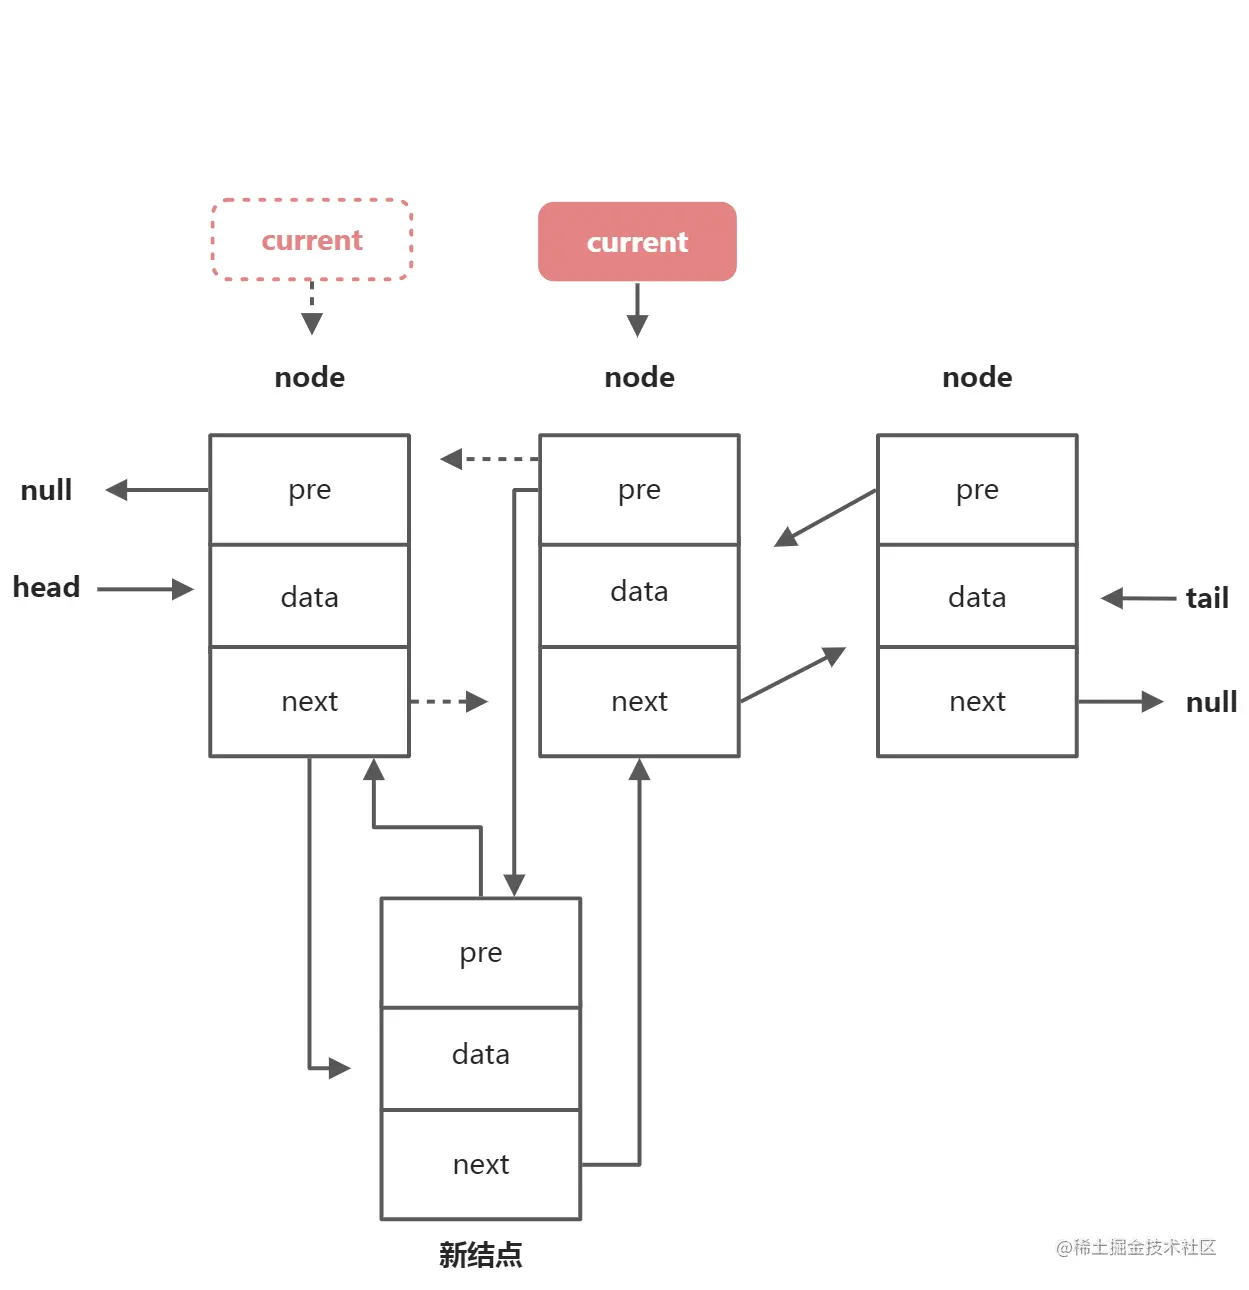 current
current
node
node
node
null
pre
pre
pre
head
data
data
data
tail
next
next
next
null
pre
data
next
新结点
@稀土掘金技术社区